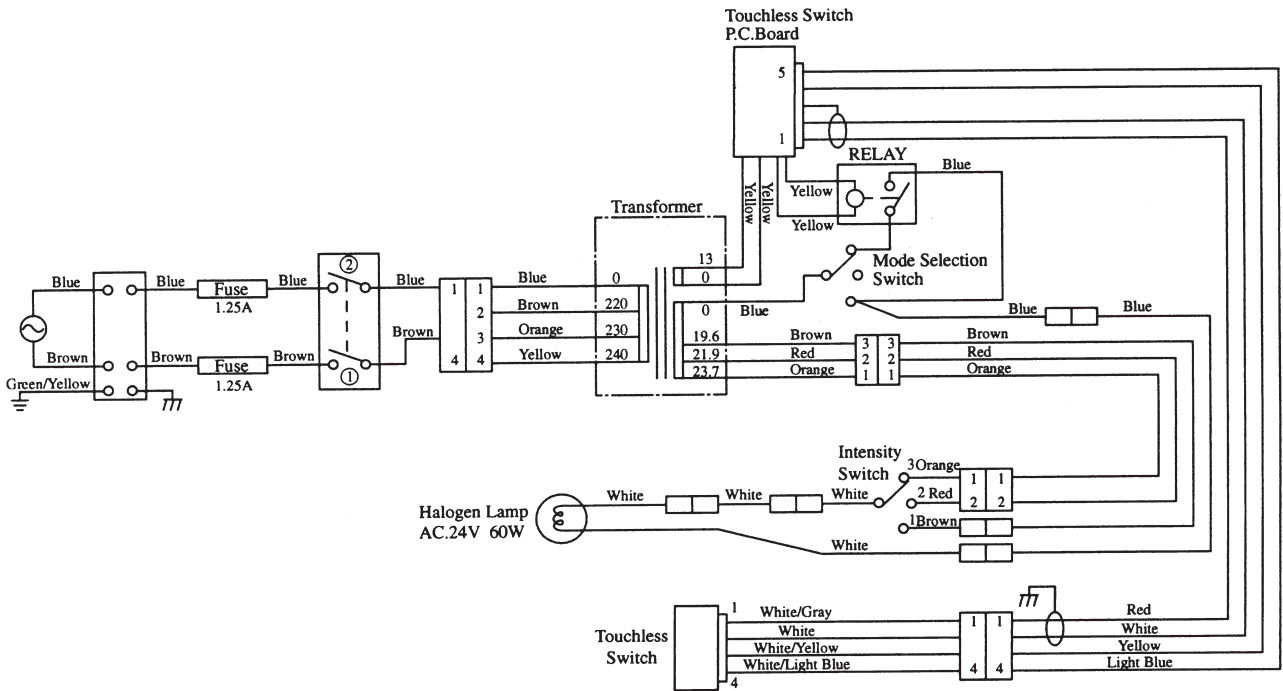 Touchless Switch
P.C.Board
5
1
RELAY
Blue
Yellow
Yellow
Yellow
Yellow
Transformer
13
0
Mode Selection
Switch
Blue
Blue
Fuse
1.25A
Blue
②
Blue
1 1
2
3
4 4
Blue
Brown
Orange
Yellow
0
220
230
240
0
Blue
Blue
Blue
Brown
19.6
21.9
23.7
Brown
Red
Orange
3 3
2 2
1 1
Brown
Red
Orange
Brown
Brown
Fuse
1.25A
Brown
①
Green/Yellow
Intensity
Switch
3 Orange
2 Red
1 Brown
1 1
2 2
Halogen Lamp
AC.24V 60W
White
White
White
White
Touchless
Switch
1
4
White/Gray
White
White/Yellow
White/Light Blue
1 1
4 4
Red
White
Yellow
Light Blue